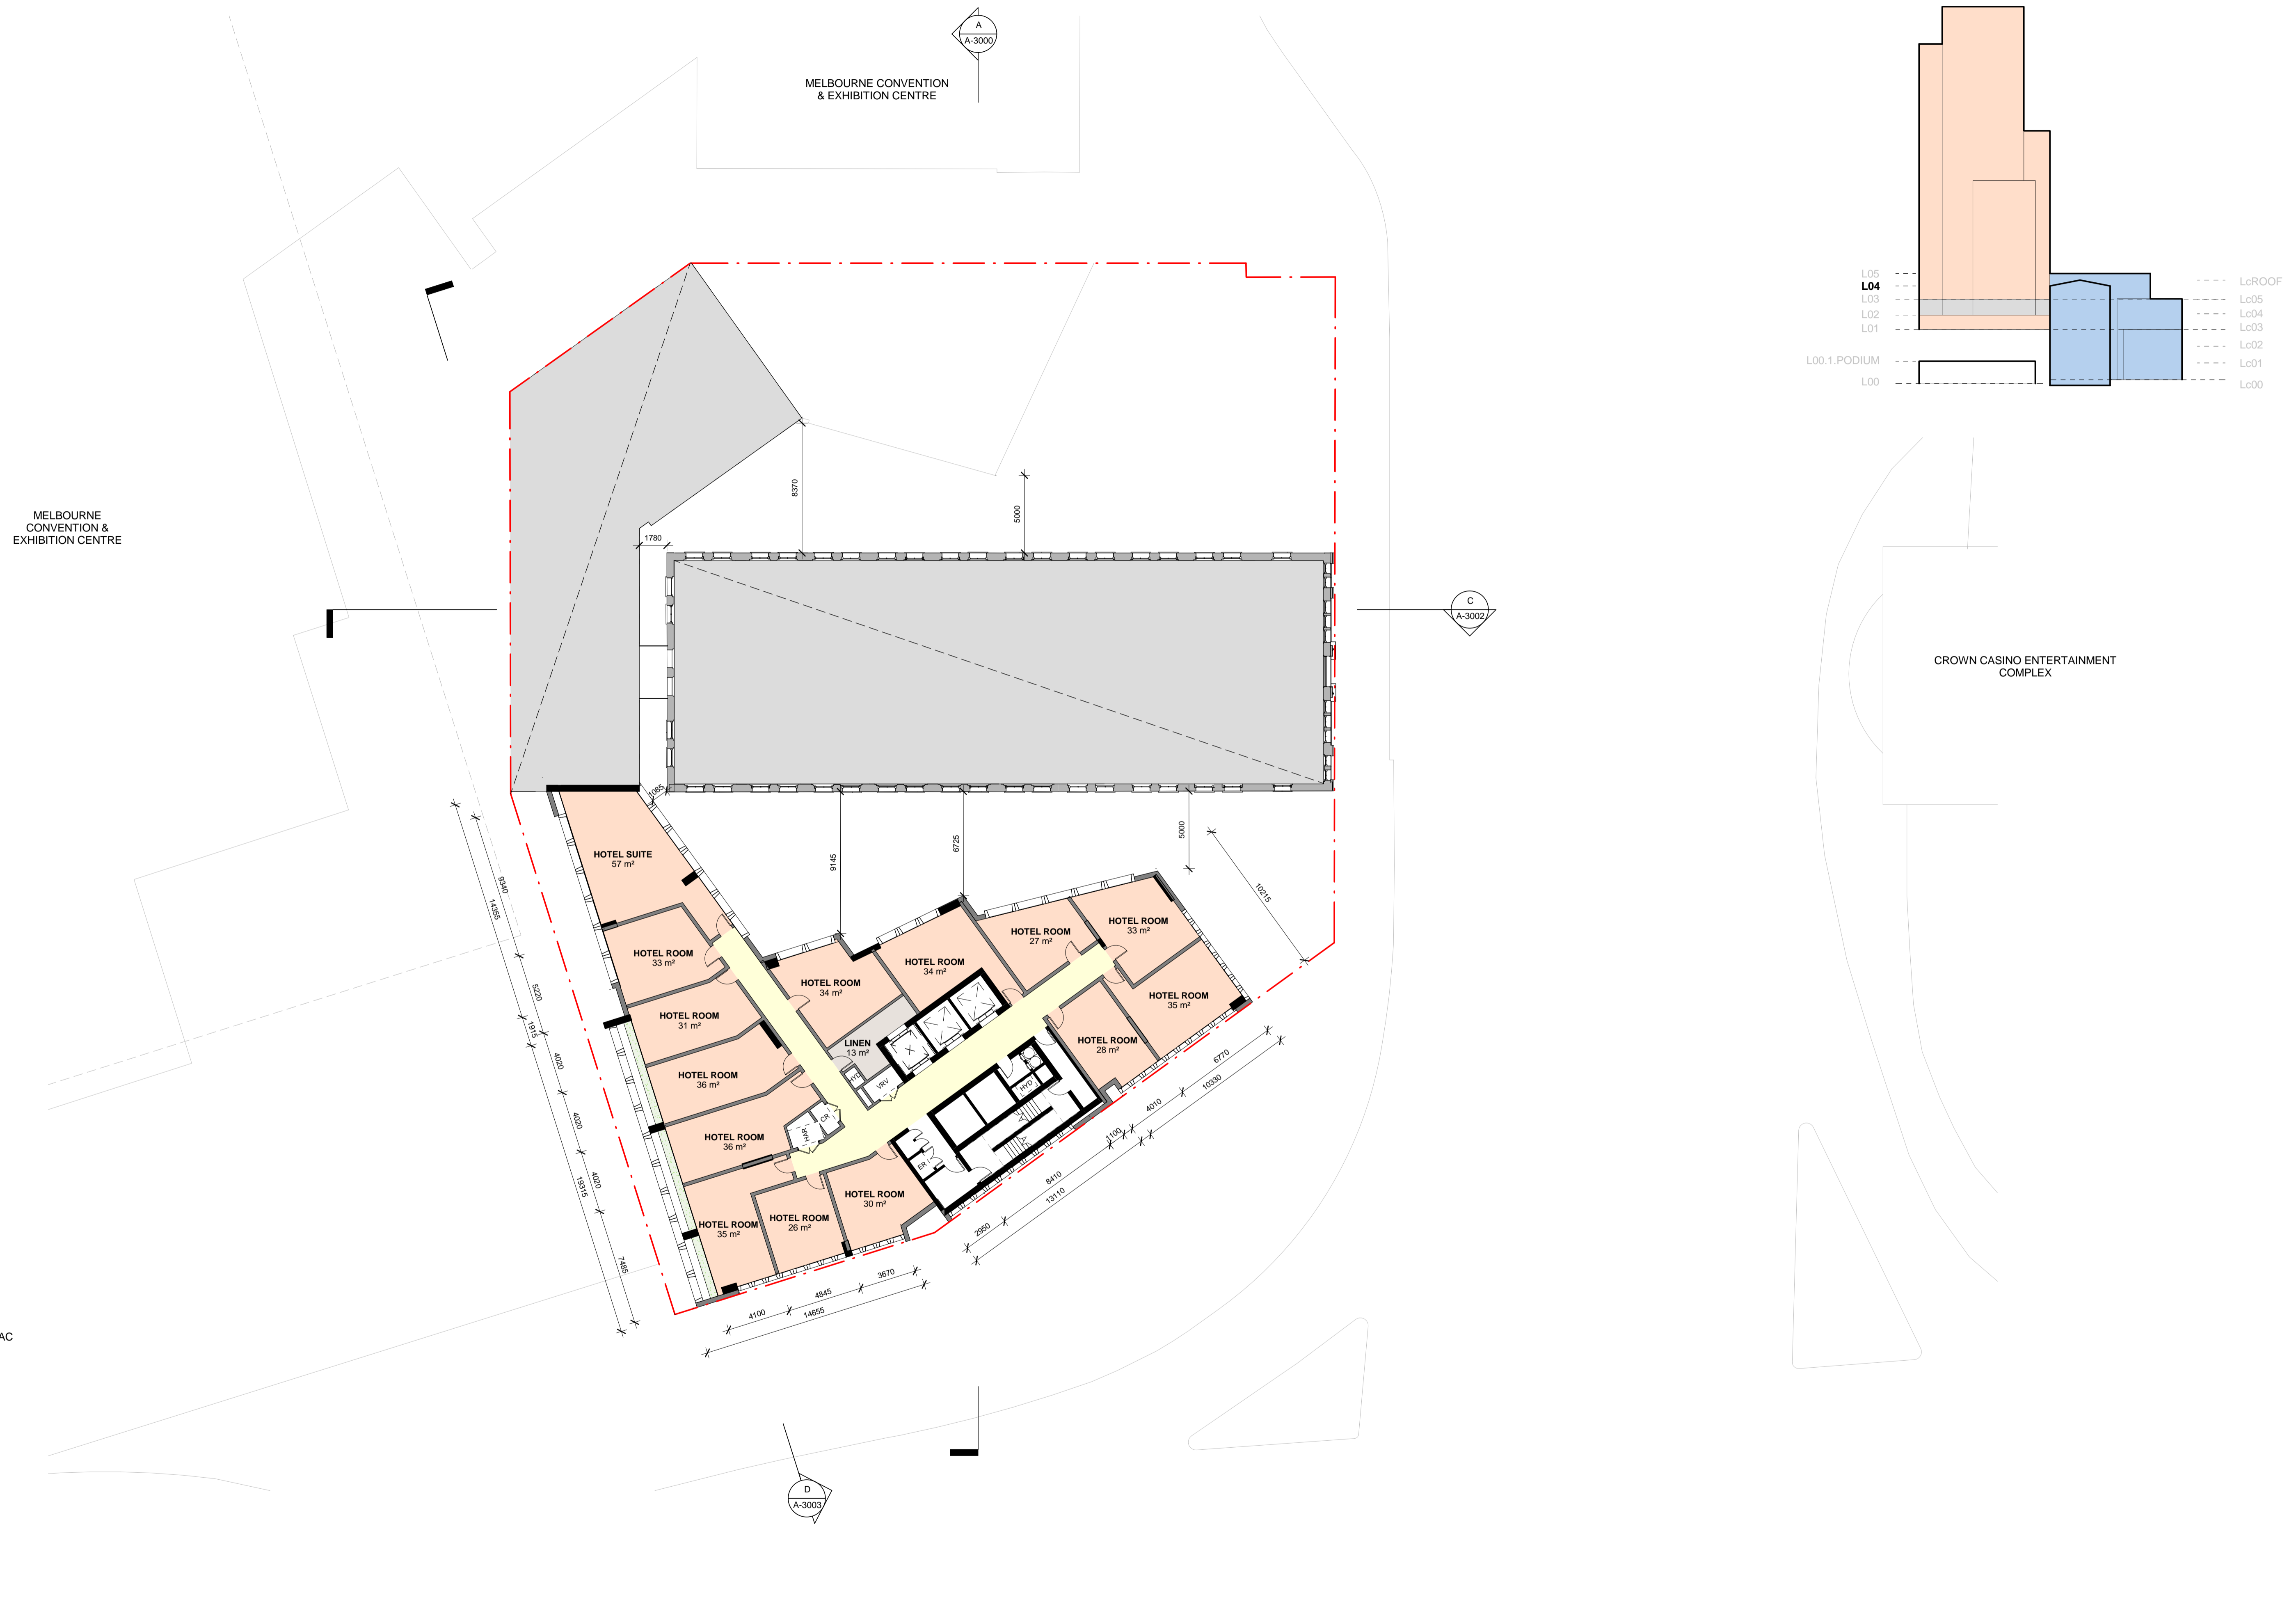 A
A-3000
MELBOURNE CONVENTION
& EXHIBITION CENTRE
L05
L04
L03
L02
L01
L00.1.PODIUM
L00
LcROOF
Lc05
Lc04
Lc03
Lc02
Lc01
Lc00
MELBOURNE
CONVENTION &
EXHIBITION CENTRE
8370
5000
1780
C
A-3002
CROWN CASINO ENTERTAINMENT
COMPLEX
1085
9145
6725
5000
10215
9340
14355
5220
1915
4020
4020
4020
19315
7485
HOTEL SUITE
57 m²
HOTEL ROOM
33 m²
HOTEL ROOM
31 m²
HOTEL ROOM
36 m²
HOTEL ROOM
36 m²
HOTEL ROOM
35 m²
HOTEL ROOM
26 m²
HOTEL ROOM
30 m²
HOTEL ROOM
34 m²
HOTEL ROOM
34 m²
HOTEL ROOM
27 m²
HOTEL ROOM
33 m²
HOTEL ROOM
35 m²
HOTEL ROOM
28 m²
LINEN
13 m²
HYD
VRV
CR
HAR
ER
HYD
6770
10330
4010
1100
8410
13110
2950
3670
4845
4100
14655
AC
D
A-3003